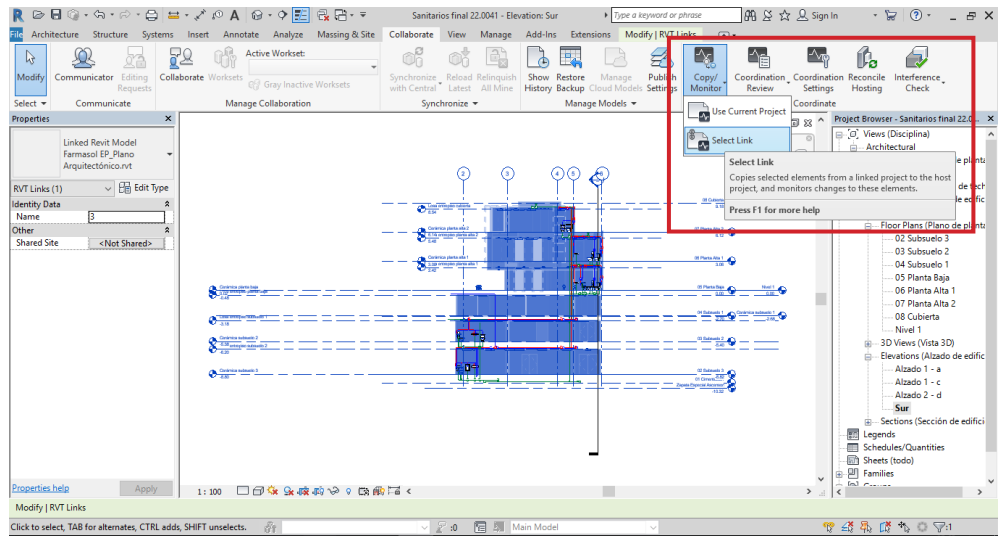 Sanitarios final 22.0041 - Elevation: Sur
Type a keyword or phrase
Sign In
File Architecture Structure Systems Insert Annotate Analyze Massing & Site Collaborate View Manage Add-Ins Extensions Modify | RVT Links
Modify
Communicator
Editing Requests
Collaborate
Worksets
Active Workset:
Gray Inactive Worksets
Synchronize with Central
Reload Latest
Relinquish All Mine
Show History
Restore Backup
Manage Cloud Models
Publish Settings
Copy/ Monitor
Coordination Review
Coordination Settings
Reconcile Hosting
Interference Check
Select
Communicate
Manage Collaboration
Synchronize
Manage Models
Coordinate
Use Current Project
Select Link
Select Link
Copies selected elements from a linked project to the host
project, and monitors changes to these elements.
Press F1 for more help
Properties
Linked Revit Model
Farmasol EP_Plano
Arquitectónico.rvt
RVT Links (1)
Edit Type
Identity Data
Name 3
Other
Shared Site <Not Shared>
Properties help
Apply
2 3 4 5 6
Project Browser - Sanitarios final 22.0...
Views (Disciplina)
Architectural
Floor Plans (Plano de planta
02 Subsuelo 3
03 Subsuelo 2
04 Subsuelo 1
05 Planta Baja
06 Planta Alta 1
07 Planta Alta 2
08 Cubierta
Nivel 1
3D Views (Vista 3D)
Elevations (Alzado de edific
Alzado 1 - a
Alzado 1 - c
Alzado 2 - d
Sur
Sections (Sección de edifici
Legends
Schedules/Quantities
Sheets (todo)
Families
1 : 100
Modify | RVT Links
Click to select, TAB for alternates, CTRL adds, SHIFT unselects.
:0
Main Model
:1